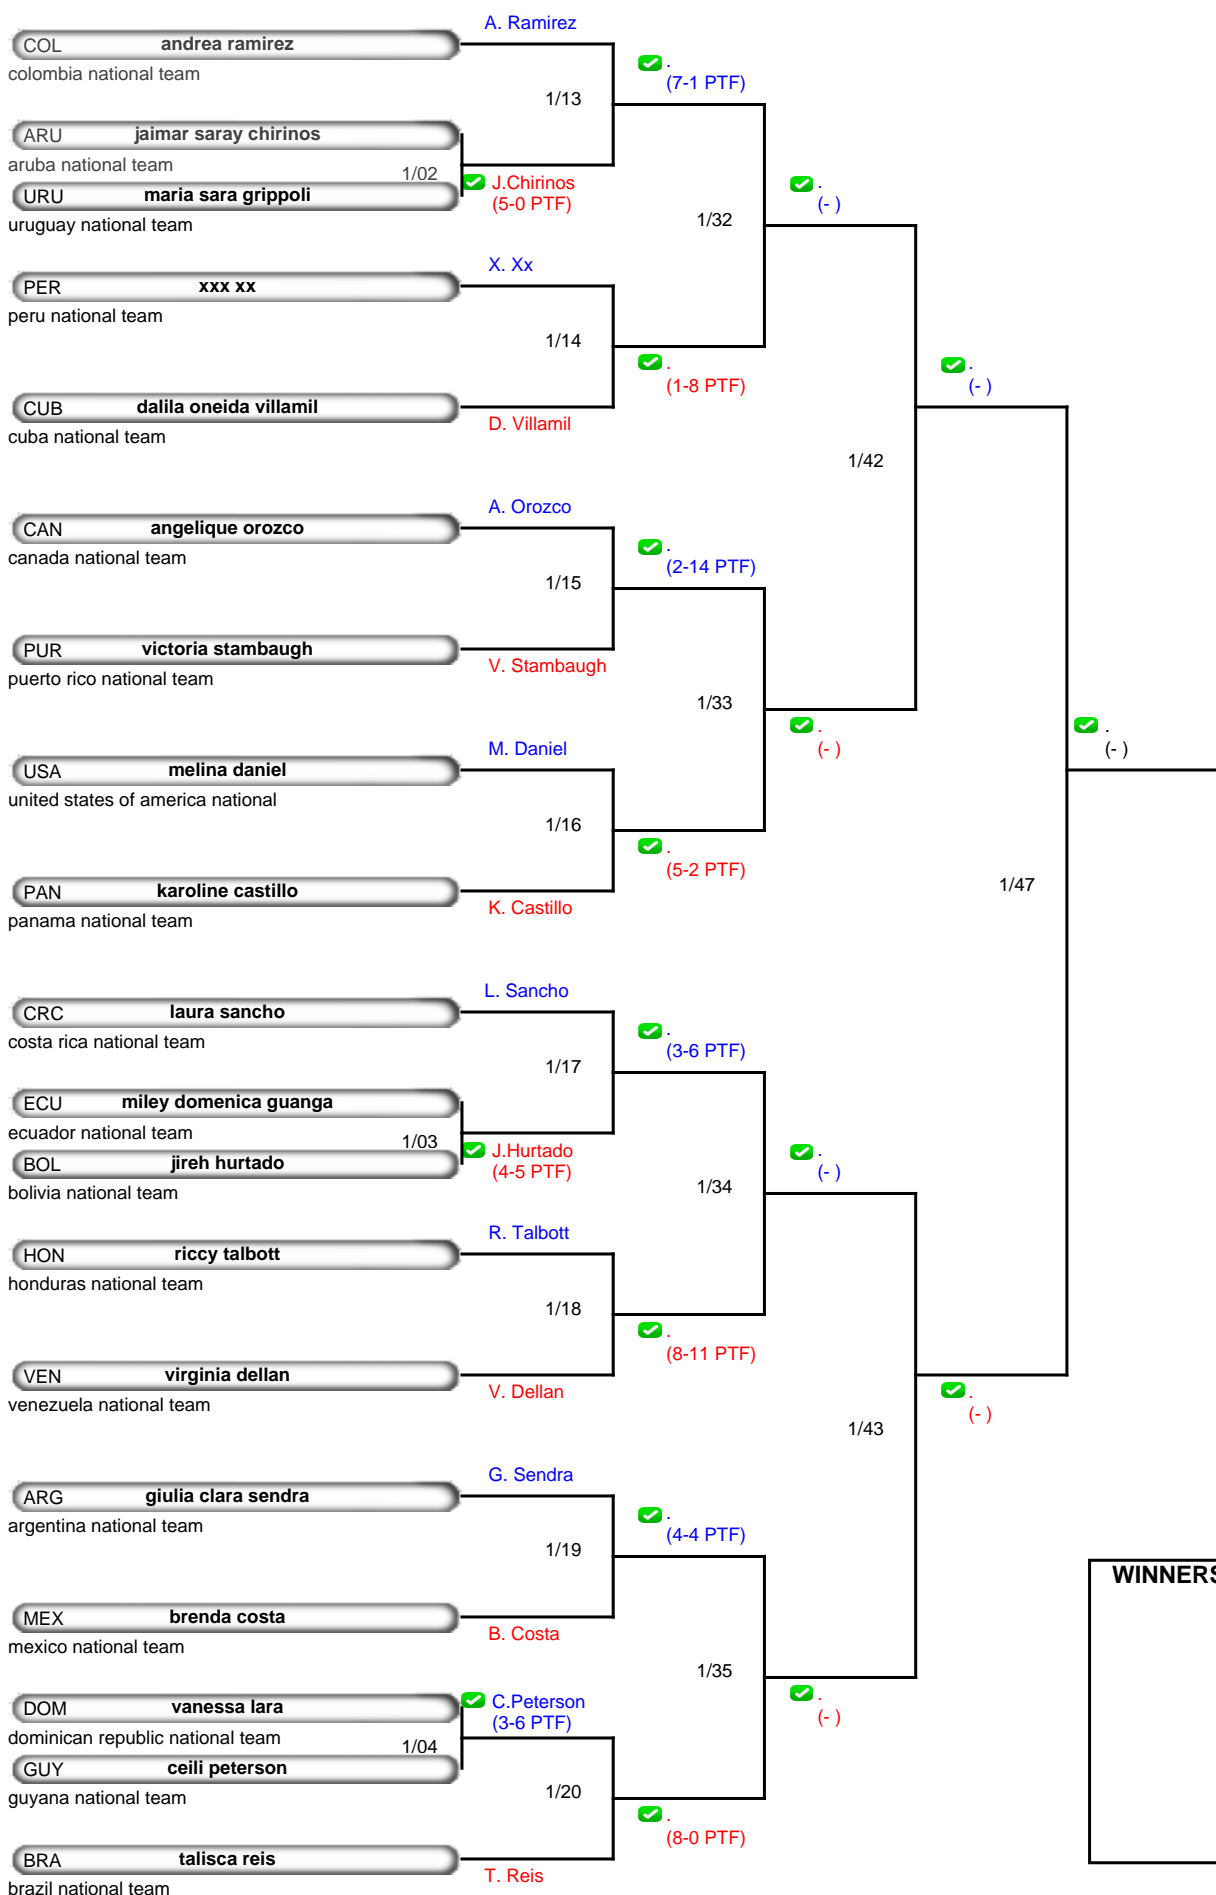 A. Ramirez
COL andrea ramirez
colombia national team
.
(7-1 PTF)
1/13
ARU jaimar saray chirinos
aruba national team
1/02
J.Chirinos
(5-0 PTF)
URU maria sara grippoli
uruguay national team
.
(- )
1/32
X. Xx
PER xxx xx
peru national team
1/14
.
(1-8 PTF)
.
(- )
CUB dalila oneida villamil
D. Villamil
cuba national team
1/42
A. Orozco
CAN angelique orozco
canada national team
.
(2-14 PTF)
1/15
PUR victoria stambaugh
V. Stambaugh
puerto rico national team
1/33
.
(- )
.
(- )
M. Daniel
USA melina daniel
united states of america national
1/16
.
(5-2 PTF)
PAN karoline castillo
K. Castillo
panama national team
1/47
L. Sancho
CRC laura sancho
costa rica national team
.
(3-6 PTF)
1/17
ECU miley domenica guanga
ecuador national team
1/03
J.Hurtado
(4-5 PTF)
BOL jireh hurtado
bolivia national team
.
(- )
1/34
R. Talbott
HON riccy talbott
honduras national team
1/18
.
(8-11 PTF)
VEN virginia dellan
V. Dellan
venezuela national team
.
(- )
1/43
G. Sendra
ARG giulia clara sendra
argentina national team
.
(4-4 PTF)
1/19
WINNERS
MEX brenda costa
B. Costa
mexico national team
1/35
.
(- )
DOM vanessa lara
C.Peterson
(3-6 PTF)
dominican republic national team
1/04
GUY ceili peterson
guyana national team
1/20
.
(8-0 PTF)
BRA talisca reis
T. Reis
brazil national team